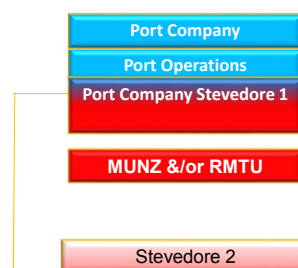 Port Company
Port Operations
Port Company Stevedore 1
MUNZ &/or RMTU
Stevedore 2